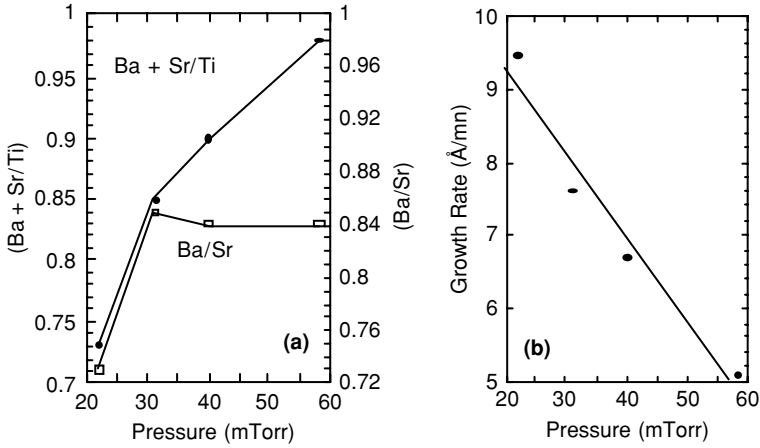 1
0.95
0.9
0.85
0.8
0.75
0.7
(Ba + Sr/Ti)
Ba + Sr/Ti
Ba/Sr
(a)
1
0.96
0.92
0.88
0.84
0.8
0.76
0.72
(Ba/Sr)
20 30 40 50 60
Pressure (mTorr)
10
9
8
7
6
5
Growth Rate (Å/mn)
(b)
20 30 40 50 60
Pressure (mTorr)